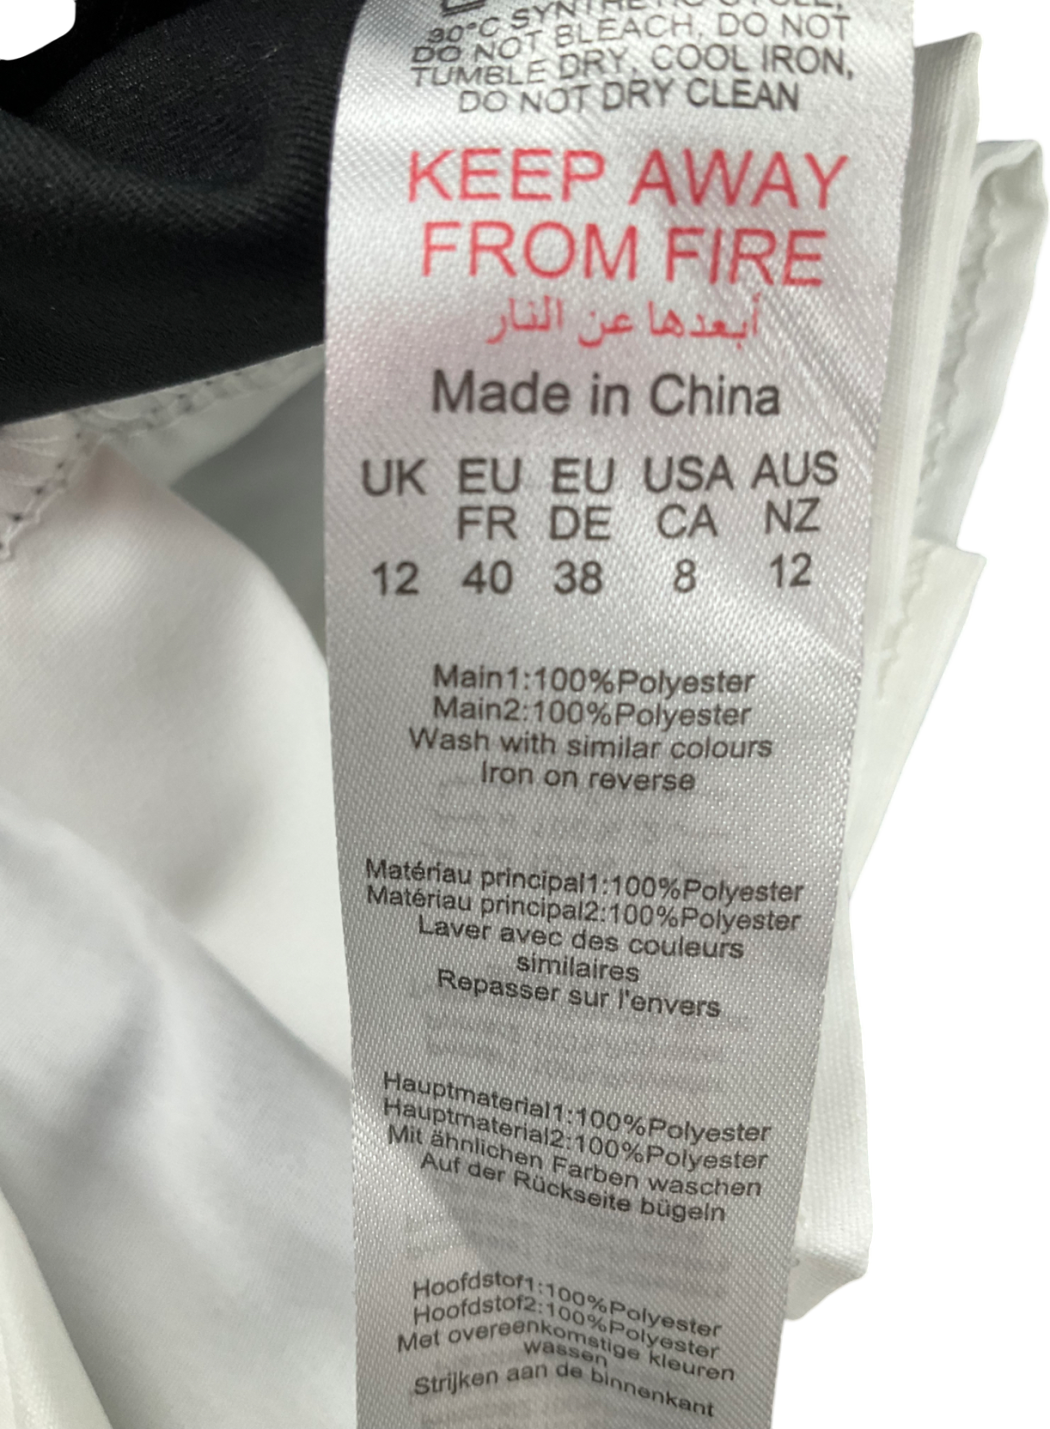 30°C SYNTHETIC CYCLE,
DO NOT BLEACH, DO NOT
TUMBLE DRY, COOL IRON,
DO NOT DRY CLEAN
KEEP AWAY
FROM FIRE
أبعدها عن النار
Made in China
UK EU EU USA AUS
FR DE CA NZ
12 40 38 8 12
Main1:100%Polyester
Main2:100%Polyester
Wash with similar colours
Iron on reverse
Matériau principal1:100%Polyester
Matériau principal2:100%Polyester
Laver avec des couleurs
similaires
Repasser sur l'envers
Hauptmaterial1:100%Polyester
Hauptmaterial2:100%Polyester
Mit ähnlichen Farben waschen
Auf der Rückseite bügeln
Hoofdstof1:100%Polyester
Hoofdstof2:100%Polyester
Met overeenkomstige kleuren
wassen
Strijken aan de binnenkant